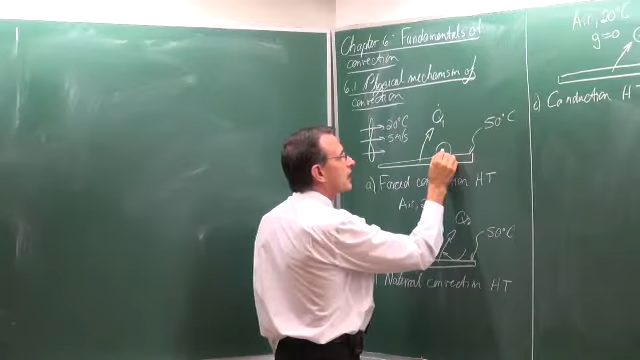 Chapter 6: Fundamentals of
convection
6.1 Physical mechanism of
convection
20°C
5 m/s
Q̇₁
50°C
a) Forced convection HT
Air, 2
Q̇₂
50°C
Natural convection HT
Air, 20°C
g=0
c) Conduction HT